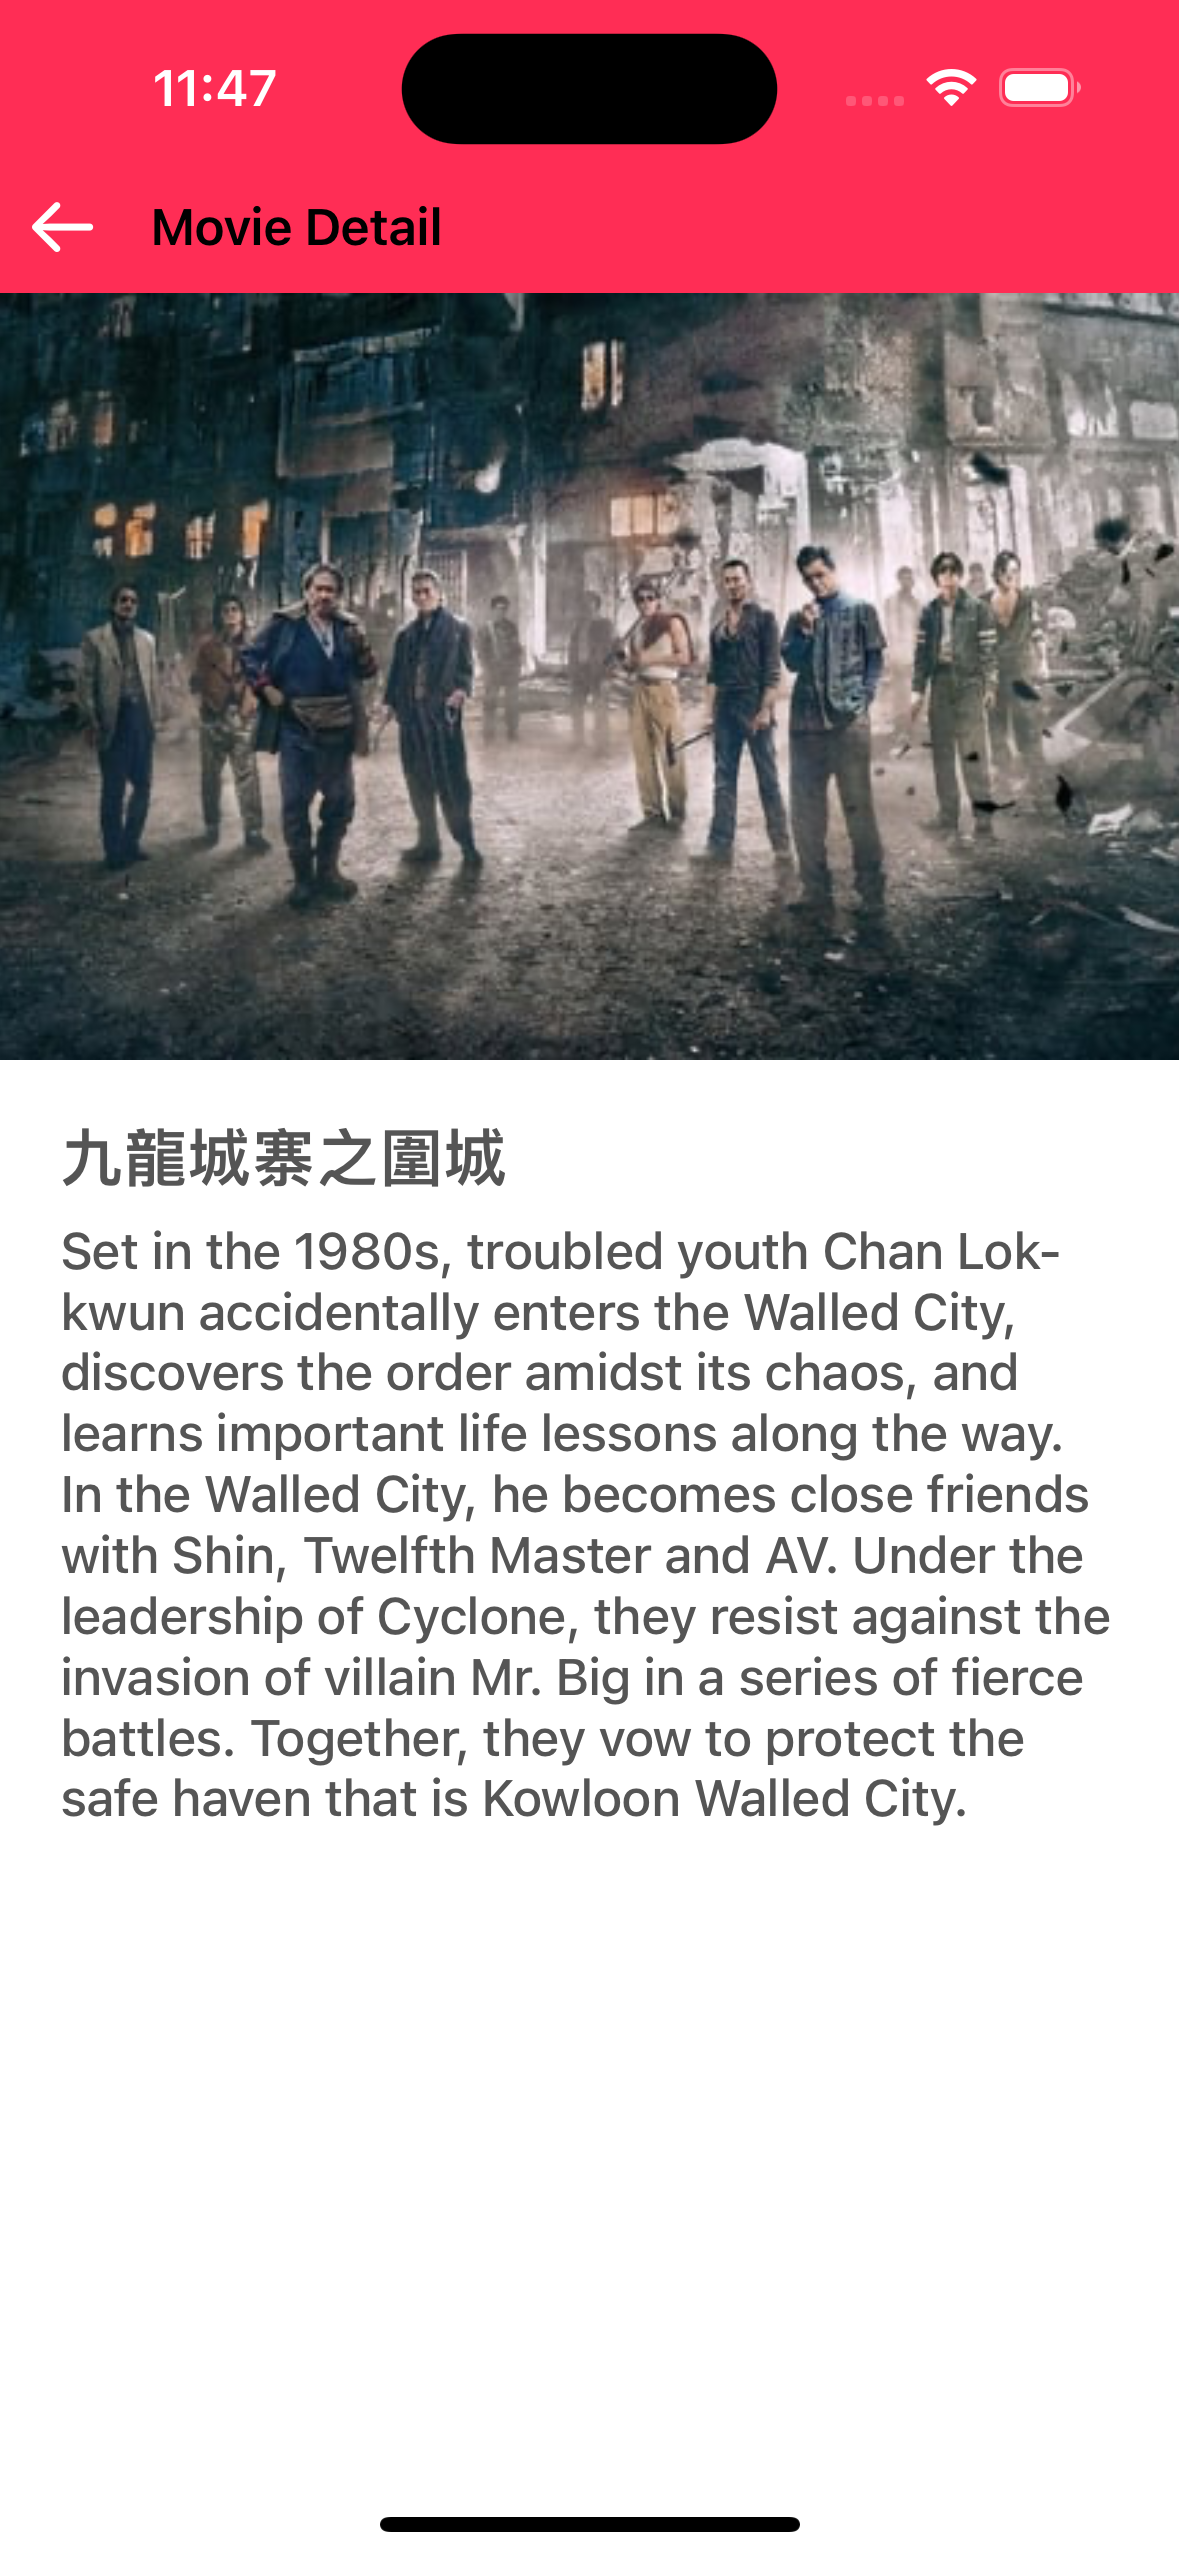 11:47
Movie Detail
九龍城寨之圍城
Set in the 1980s, troubled youth Chan Lok-
kwun accidentally enters the Walled City,
discovers the order amidst its chaos, and
learns important life lessons along the way.
In the Walled City, he becomes close friends
with Shin, Twelfth Master and AV. Under the
leadership of Cyclone, they resist against the
invasion of villain Mr. Big in a series of fierce
battles. Together, they vow to protect the
safe haven that is Kowloon Walled City.